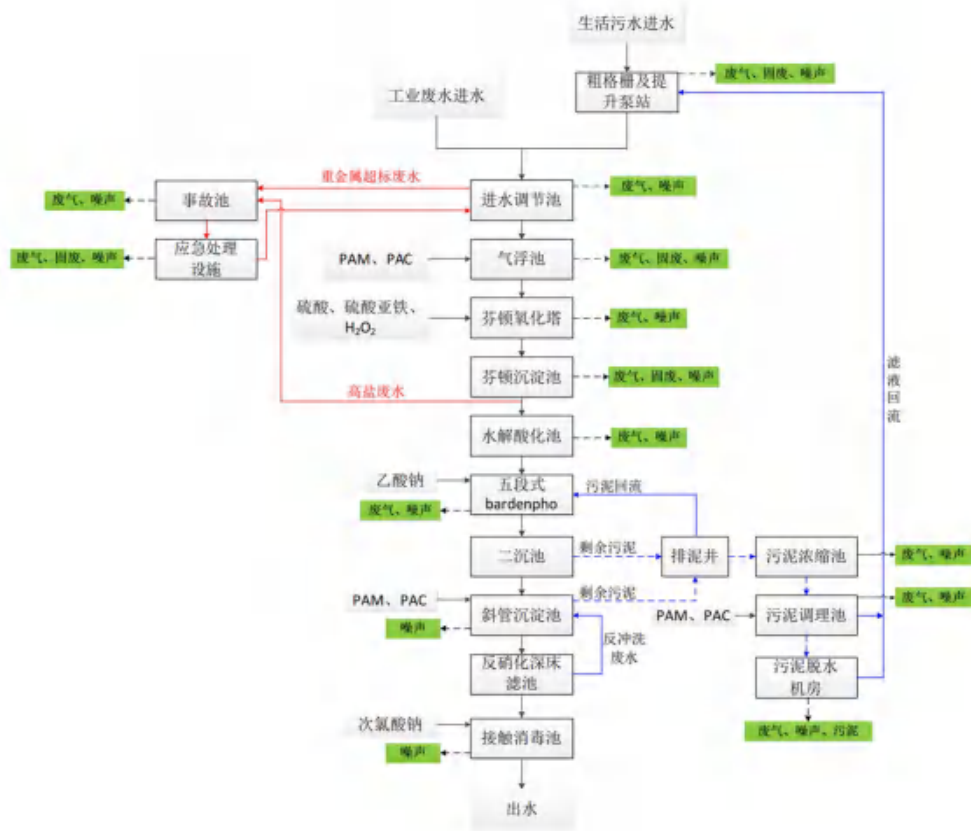 生活污水进水
粗格栅及提
升泵站
废气、固废、噪声
工业废水进水
重金属超标废水
事故池
废气、噪声
进水调节池
废气、噪声
应急处理
设施
废气、固废、噪声
PAM、PAC
气浮池
废气、固废、噪声
硫酸、硫酸亚铁、
H₂O₂
芬顿氧化塔
废气、噪声
芬顿沉淀池
废气、固废、噪声
滤
液
回
流
高盐废水
水解酸化池
废气、噪声
乙酸钠
五段式
bardenpho
污泥回流
废气、噪声
二沉池
剩余污泥
排泥井
污泥浓缩池
废气、噪声
PAM、PAC
斜管沉淀池
剩余污泥
PAM、PAC
污泥调理池
废气、噪声
噪声
反冲洗
废水
反硝化深床
滤池
污泥脱水
机房
次氯酸钠
接触消毒池
废气、噪声、污泥
噪声
出水